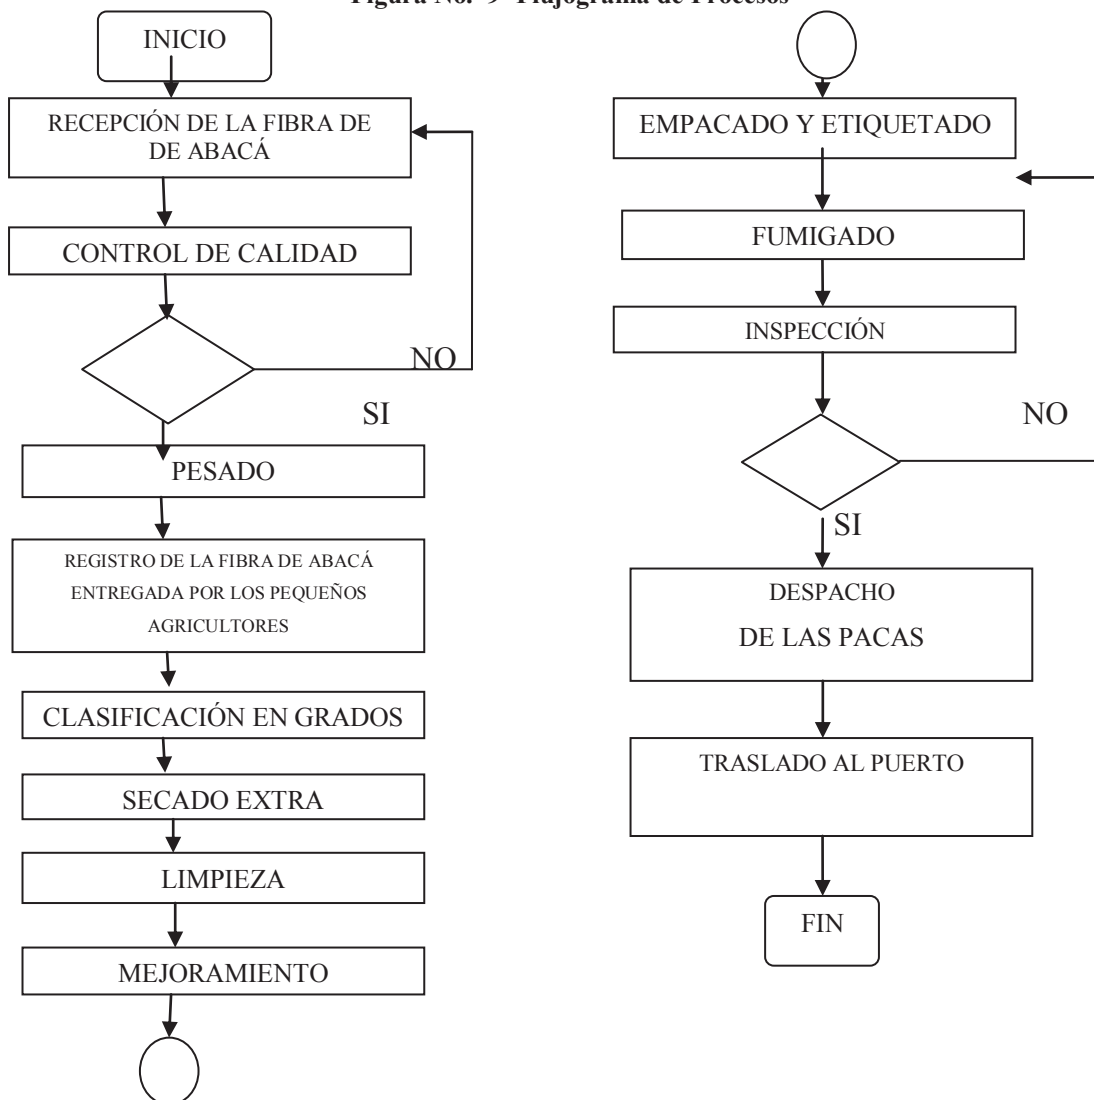 Figura No. 9 Flujograma de Procesos
INICIO
RECEPCIÓN DE LA FIBRA DE
DE ABACÁ
CONTROL DE CALIDAD
NO
SI
PESADO
REGISTRO DE LA FIBRA DE ABACÁ
ENTREGADA POR LOS PEQUEÑOS
AGRICULTORES
CLASIFICACIÓN EN GRADOS
SECADO EXTRA
LIMPIEZA
MEJORAMIENTO
EMPACADO Y ETIQUETADO
FUMIGADO
INSPECCIÓN
NO
SI
DESPACHO
DE LAS PACAS
TRASLADO AL PUERTO
FIN